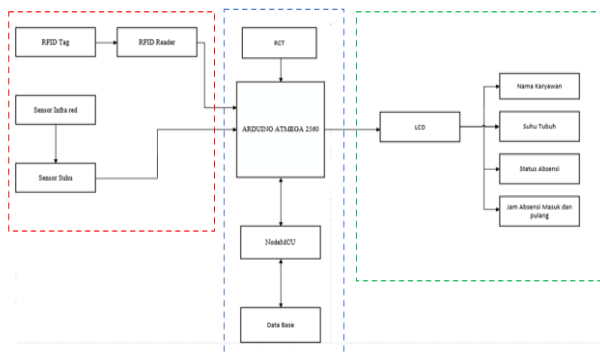 RFID Tag
RFID Reader
Sensor Infra red
Sensor Suhu
RCT
ARDUINO ATMEGA 2560
NodeMCU
Data Base
LCD
Nama Karyawan
Suhu Tubuh
Status Absensi
Jam Absensi Masuk dan
pulang